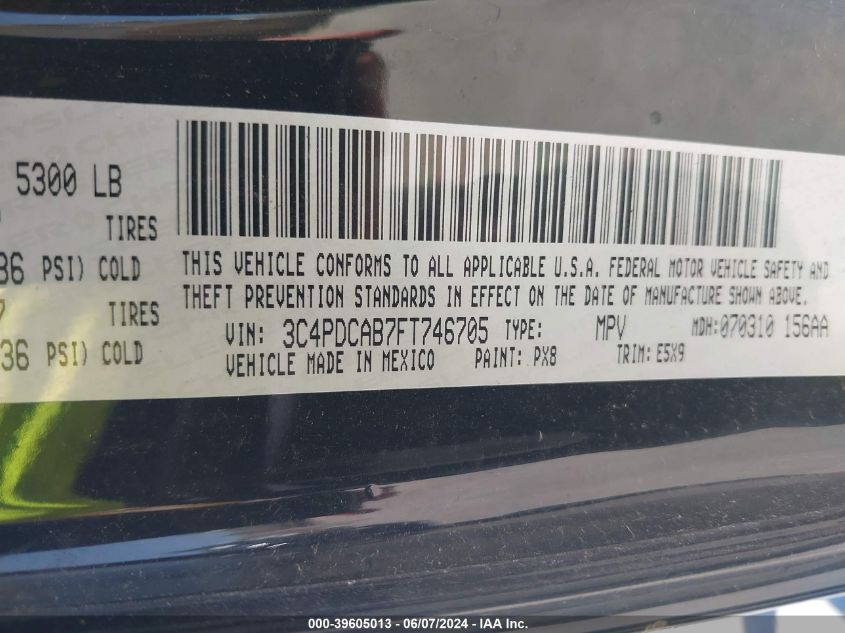 5300 LB
TIRES
36 PSI) COLD
TIRES
36 PSI) COLD
THIS VEHICLE CONFORMS TO ALL APPLICABLE U.S.A. FEDERAL MOTOR VEHICLE SAFETY AND
THEFT PREVENTION STANDARDS IN EFFECT ON THE DATE OF MANUFACTURE SHOWN ABOVE.
VIN: 3C4PDCAB7FT746705 TYPE: MPV MDH:070310 156AA
VEHICLE MADE IN MEXICO PAINT: PX8 TRIM: E5X9
000-39605013 - 06/07/2024 - IAA Inc.